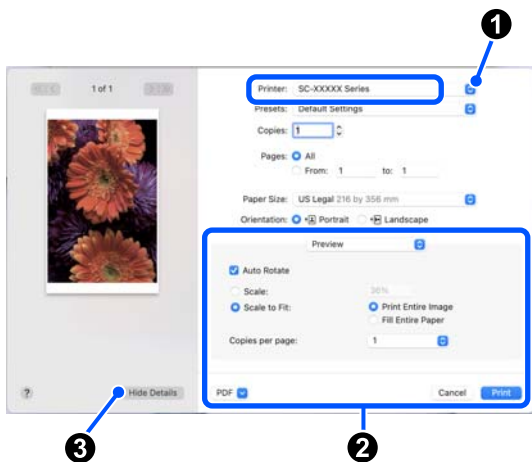 1
1 of 1
Printer: SC-XXXXX Series
Presets: Default Settings
Copies: 1
Pages: All
From: 1 to: 1
Paper Size: US Legal 216 by 356 mm
Orientation: Portrait Landscape
Preview
Auto Rotate
Scale: 36%
Scale to Fit: Print Entire Image
Fill Entire Paper
Copies per page: 1
? Hide Details PDF Cancel Print
3 2